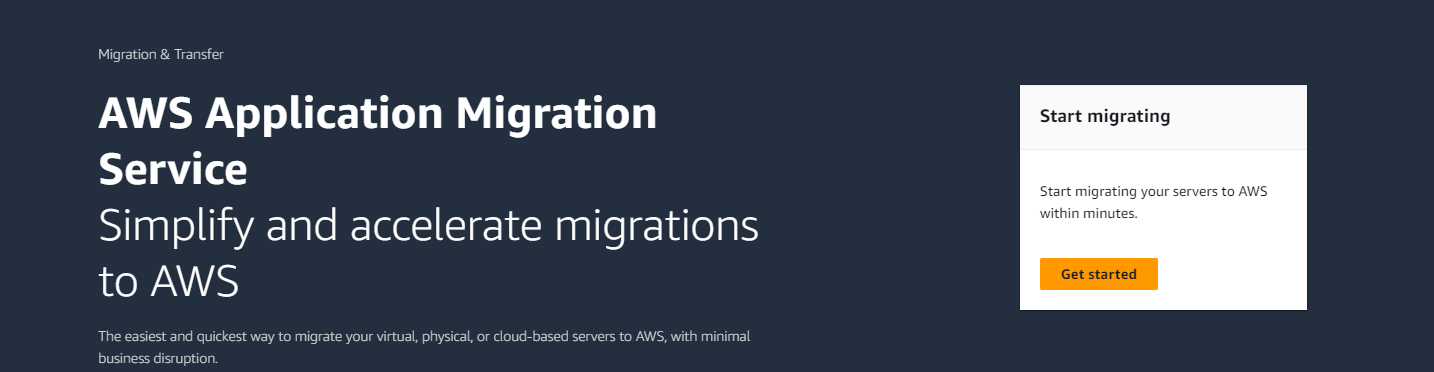 Migration & Transfer
AWS Application Migration
Service
Simplify and accelerate migrations
to AWS
The easiest and quickest way to migrate your virtual, physical, or cloud-based servers to AWS, with minimal
business disruption.
Start migrating
Start migrating your servers to AWS
within minutes.
Get started